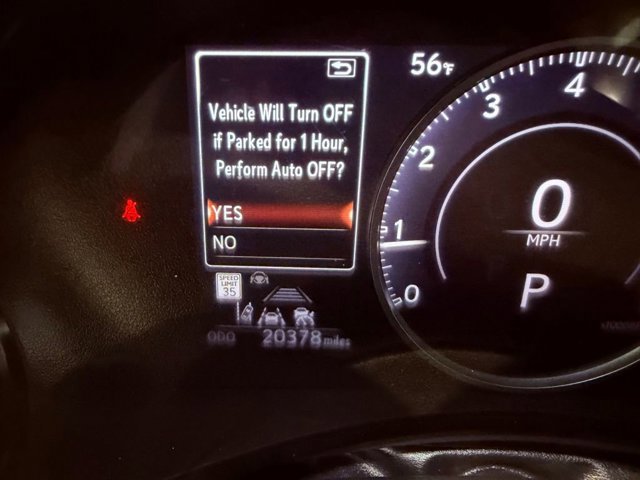 Vehicle Will Turn OFF
if Parked for 1 Hour,
Perform Auto OFF?
YES
NO
56°F
SPEED
LIMIT
35
ODO 20378 miles
4
3
2
1
0
0
MPH
P